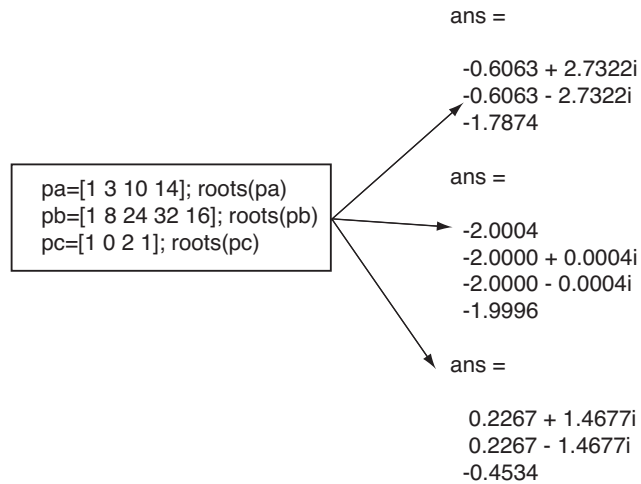 pa=[1 3 10 14]; roots(pa)
pb=[1 8 24 32 16]; roots(pb)
pc=[1 0 2 1]; roots(pc)
ans =
-0.6063 + 2.7322i
-0.6063 - 2.7322i
-1.7874
ans =
-2.0004
-2.0000 + 0.0004i
-2.0000 - 0.0004i
-1.9996
ans =
0.2267 + 1.4677i
0.2267 - 1.4677i
-0.4534